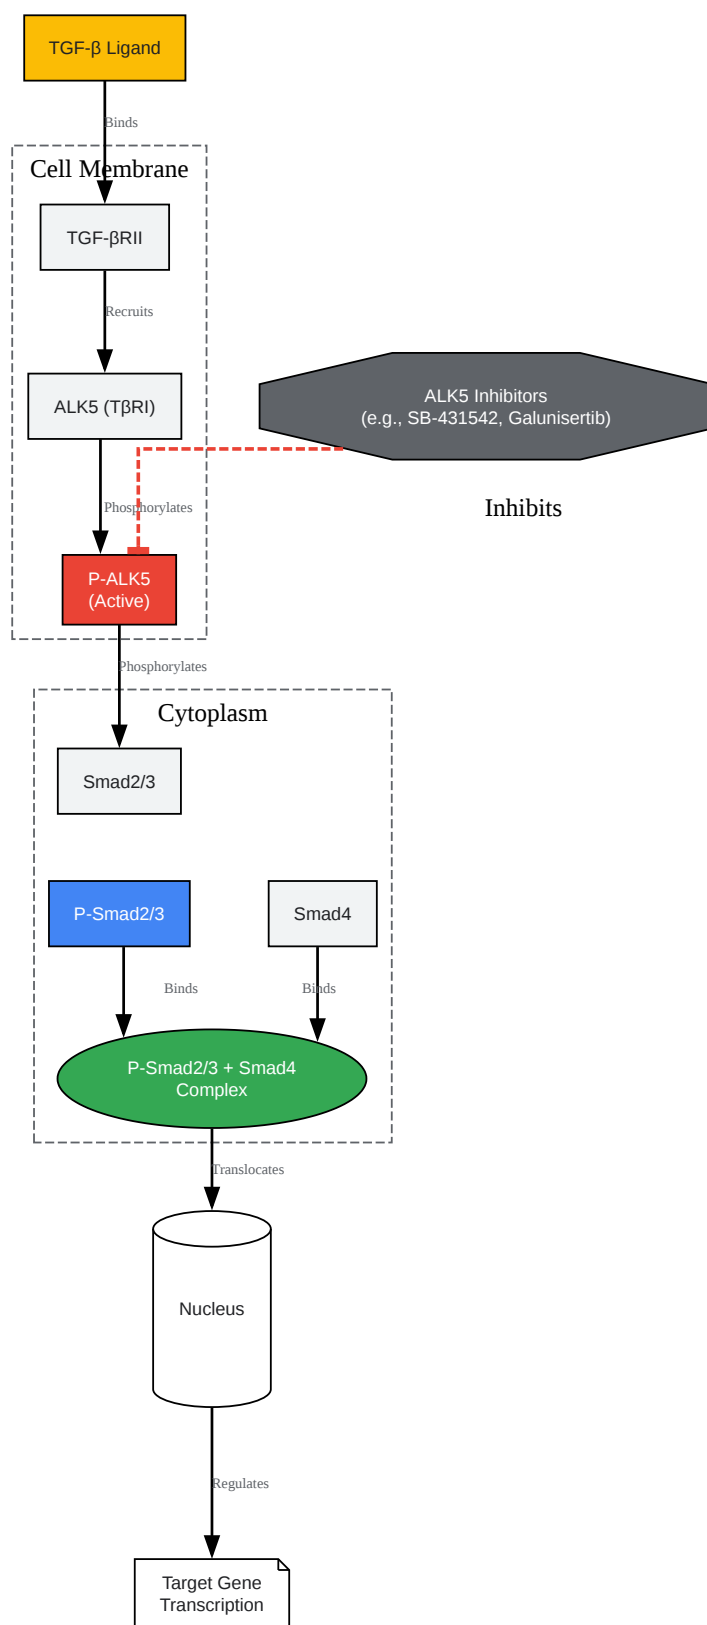 TGF-β Ligand
Binds
Cell Membrane
TGF-βRII
Recruits
ALK5 (TβRI)
ALK5 Inhibitors
(e.g., SB-431542, Galunisertib)
Phosphorylates
Inhibits
P-ALK5
(Active)
Phosphorylates
Cytoplasm
Smad2/3
P-Smad2/3
Smad4
Binds
Binds
P-Smad2/3 + Smad4
Complex
Translocates
Nucleus
Regulates
Target Gene
Transcription